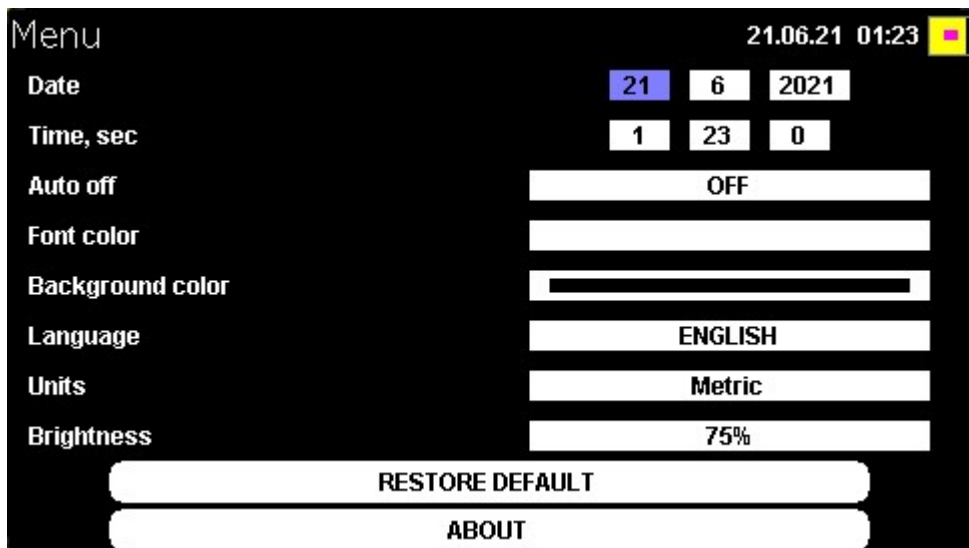 Menu 21.06.21 01:23
Date 21 6 2021
Time, sec 1 23 0
Auto off OFF
Font color
Background color
Language ENGLISH
Units Metric
Brightness 75%
RESTORE DEFAULT
ABOUT